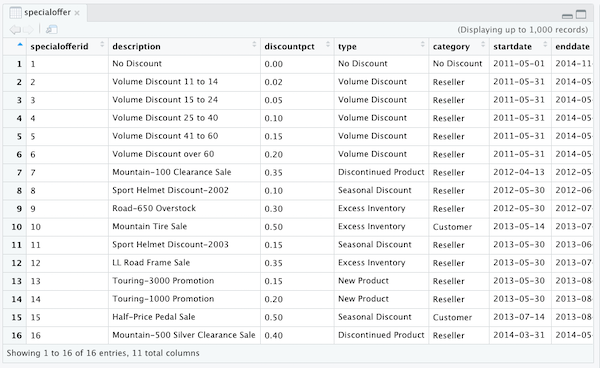 specialoffer ×
(Displaying up to 1,000 records)
specialofferid description discountpct type category startdate enddate
1 1 No Discount 0.00 No Discount No Discount 2011-05-01 2014-11
2 2 Volume Discount 11 to 14 0.02 Volume Discount Reseller 2011-05-31 2014-05
3 3 Volume Discount 15 to 24 0.05 Volume Discount Reseller 2011-05-31 2014-05
4 4 Volume Discount 25 to 40 0.10 Volume Discount Reseller 2011-05-31 2014-05
5 5 Volume Discount 41 to 60 0.15 Volume Discount Reseller 2011-05-31 2014-05
6 6 Volume Discount over 60 0.20 Volume Discount Reseller 2011-05-31 2014-05
7 7 Mountain-100 Clearance Sale 0.35 Discontinued Product Reseller 2012-04-13 2012-05
8 8 Sport Helmet Discount-2002 0.10 Seasonal Discount Reseller 2012-05-30 2012-06
9 9 Road-650 Overstock 0.30 Excess Inventory Reseller 2012-05-30 2012-07
10 10 Mountain Tire Sale 0.50 Excess Inventory Customer 2013-05-14 2013-07
11 11 Sport Helmet Discount-2003 0.15 Seasonal Discount Reseller 2013-05-30 2013-06
12 12 LL Road Frame Sale 0.35 Excess Inventory Reseller 2013-05-30 2013-07
13 13 Touring-3000 Promotion 0.15 New Product Reseller 2013-05-30 2013-08
14 14 Touring-1000 Promotion 0.20 New Product Reseller 2013-05-30 2013-08
15 15 Half-Price Pedal Sale 0.50 Seasonal Discount Customer 2013-07-14 2013-08
16 16 Mountain-500 Silver Clearance Sale 0.40 Discontinued Product Reseller 2014-03-31 2014-05
Showing 1 to 16 of 16 entries, 11 total columns